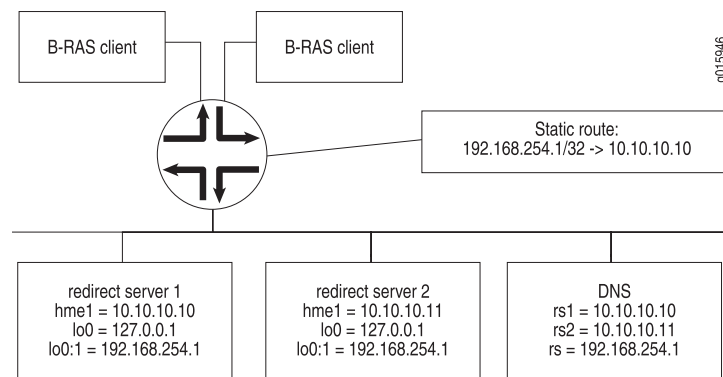 B-RAS client
B-RAS client
g015946
Static route:
192.168.254.1/32 -> 10.10.10.10
redirect server 1
hme1 = 10.10.10.10
lo0 = 127.0.0.1
lo0:1 = 192.168.254.1
redirect server 2
hme1 = 10.10.10.11
lo0 = 127.0.0.1
lo0:1 = 192.168.254.1
DNS
rs1 = 10.10.10.10
rs2 = 10.10.10.11
rs = 192.168.254.1